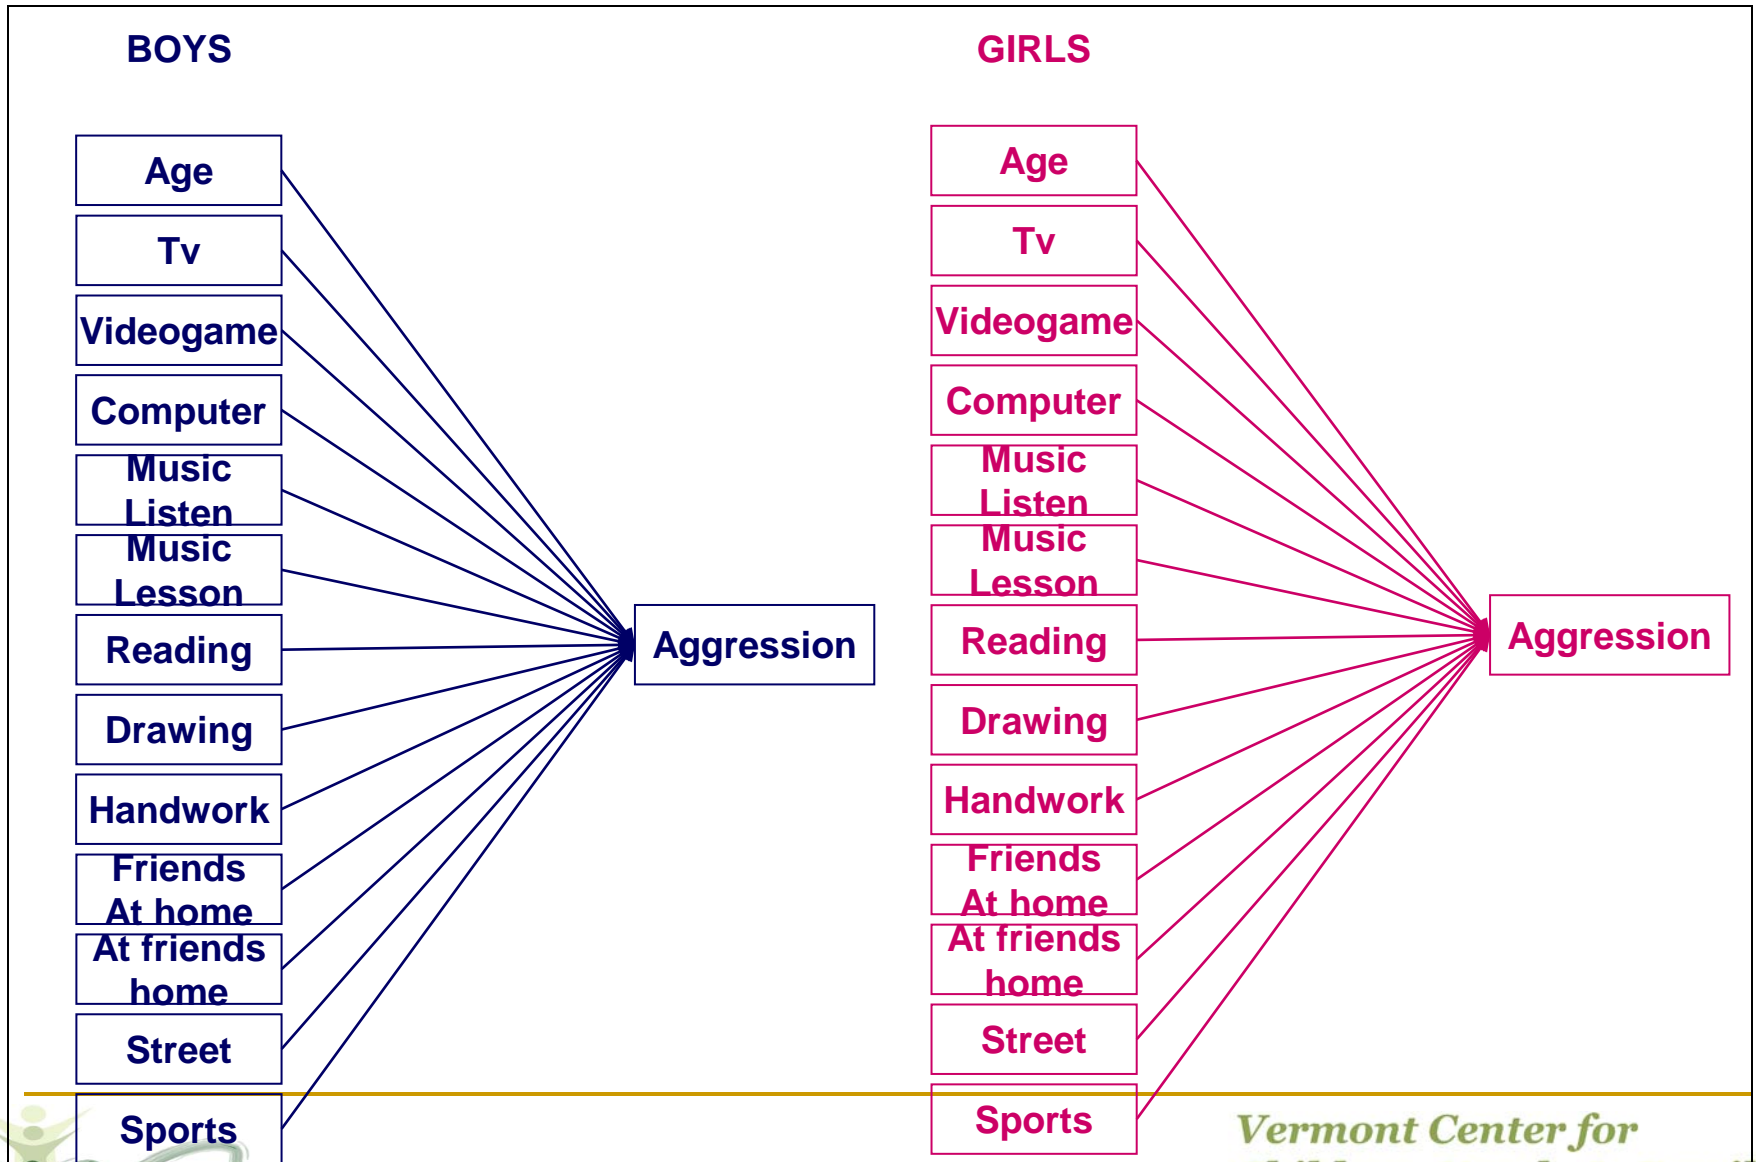 BOYS
Age
Tv
Videogame
Computer
Music
Listen
Music
Lesson
Reading
Drawing
Handwork
Friends
At home
At friends
home
Street
Sports
Aggression
GIRLS
Age
Tv
Videogame
Computer
Music
Listen
Music
Lesson
Reading
Drawing
Handwork
Friends
At home
At friends
home
Street
Sports
Aggression
Vermont Center for